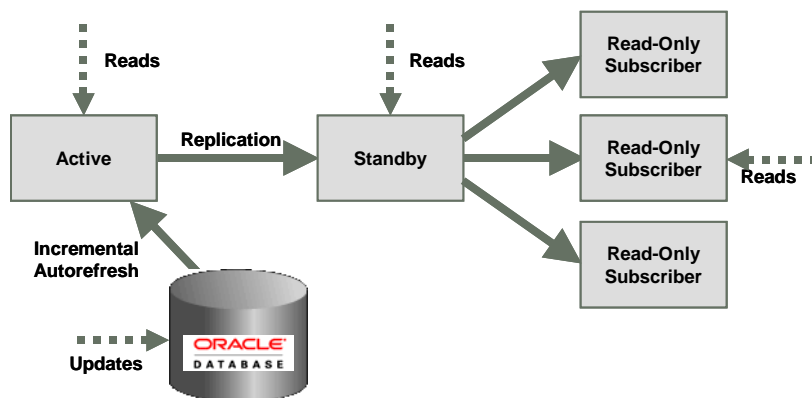 Reads
Reads
Read-Only
Subscriber
Active
Replication
Standby
Read-Only
Subscriber
Reads
Incremental
Autorefresh
Read-Only
Subscriber
Updates
ORACLE
DATABASE